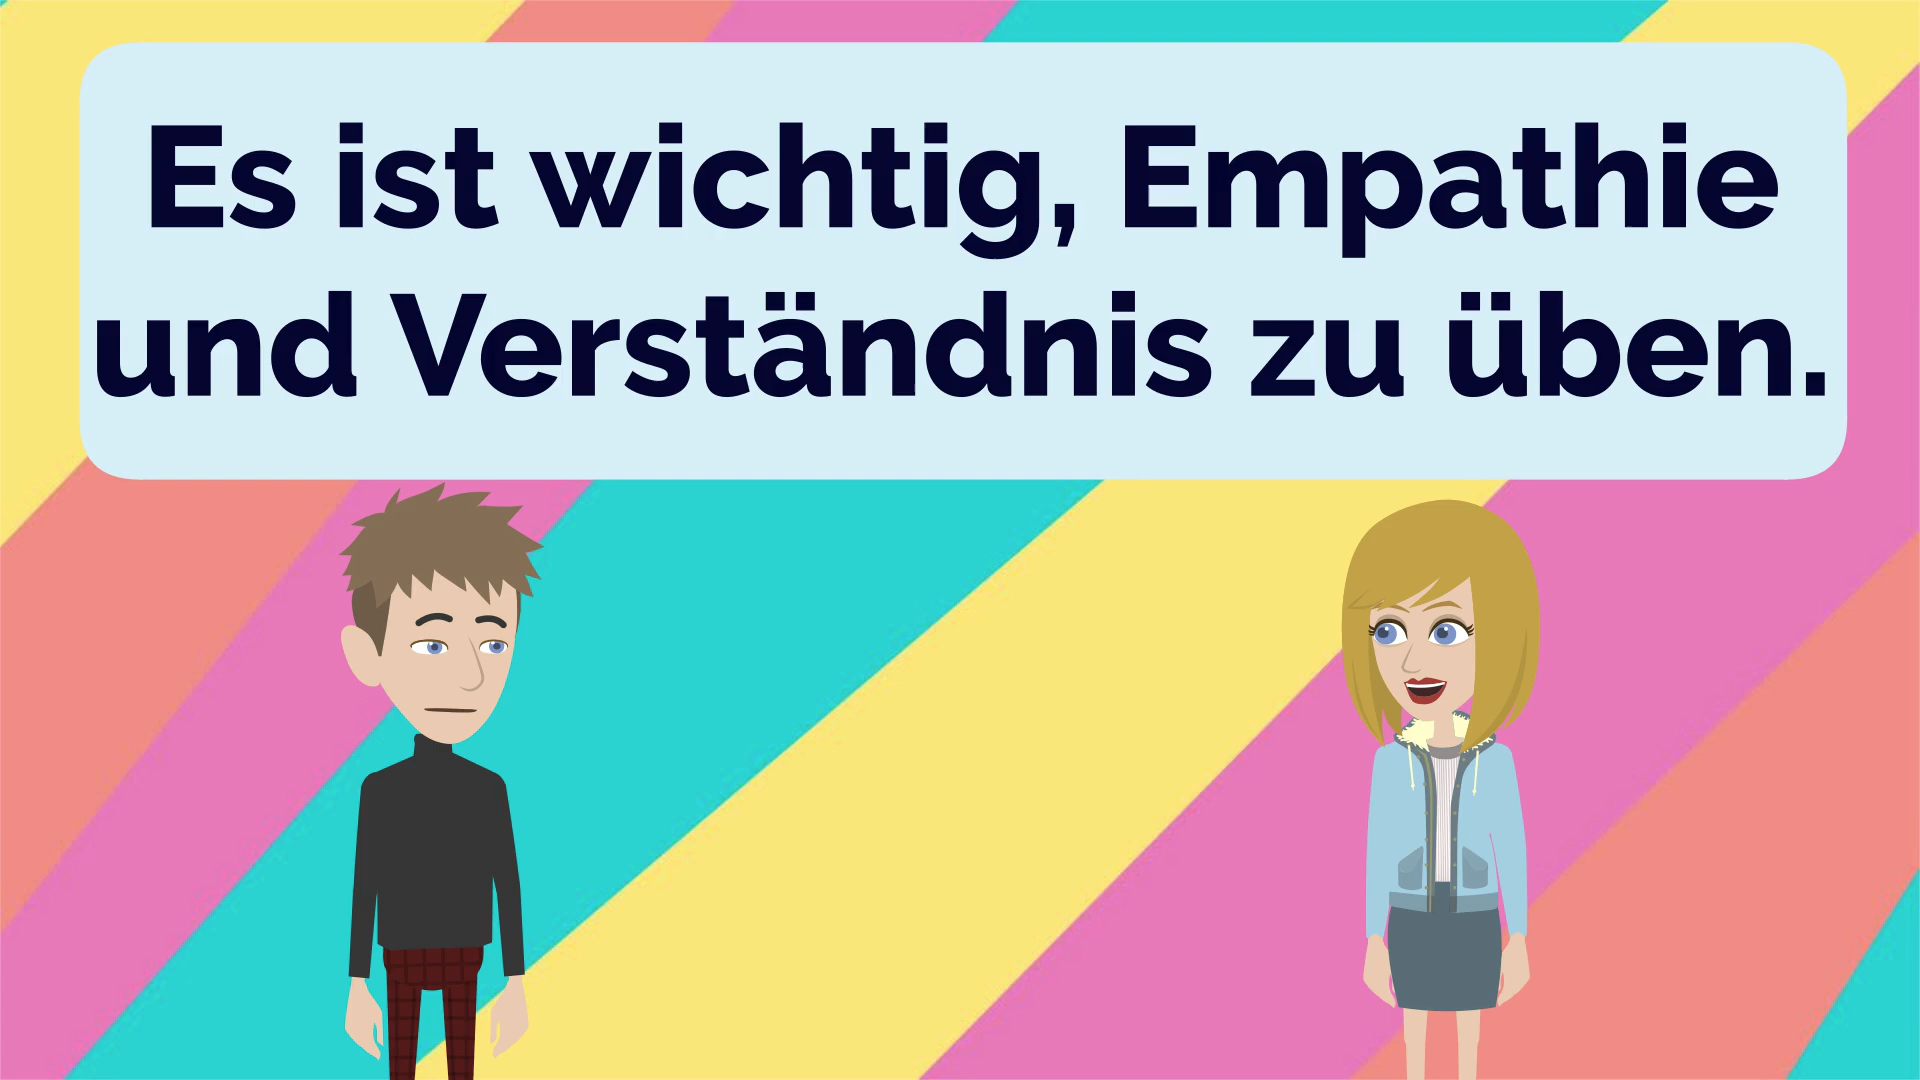 Es ist wichtig, Empathie
und Verständnis zu üben.